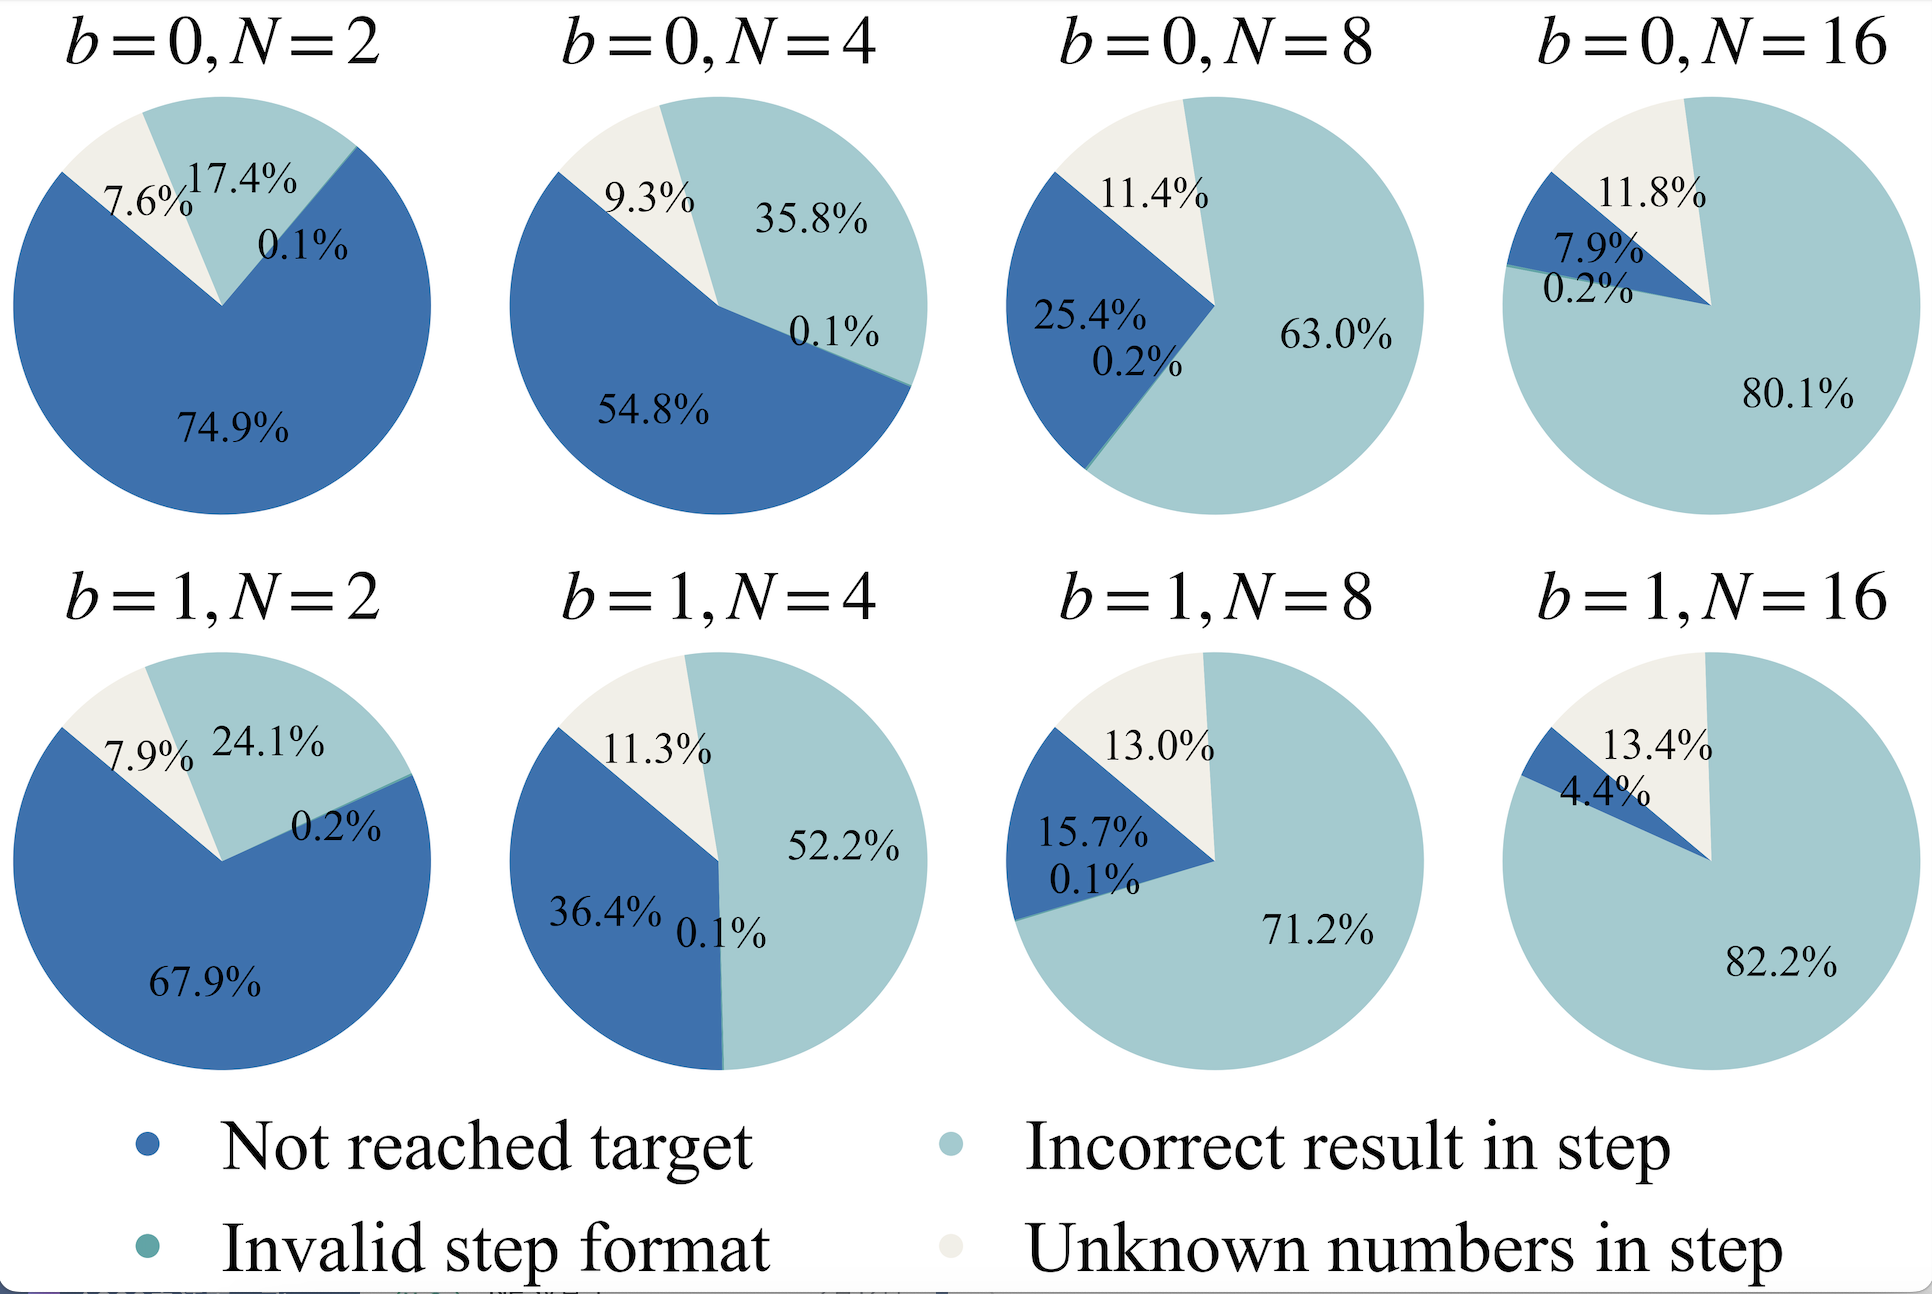 b=0, N=2
b=0, N=4
b=0, N=8
b=0, N=16
7.6%
17.4%
0.1%
74.9%
9.3%
35.8%
0.1%
54.8%
11.4%
25.4%
0.2%
63.0%
11.8%
7.9%
0.2%
80.1%
b=1, N=2
b=1, N=4
b=1, N=8
b=1, N=16
7.9%
24.1%
0.2%
67.9%
11.3%
52.2%
36.4%
0.1%
13.0%
15.7%
0.1%
71.2%
13.4%
4.4%
82.2%
Not reached target
Incorrect result in step
Invalid step format
Unknown numbers in step